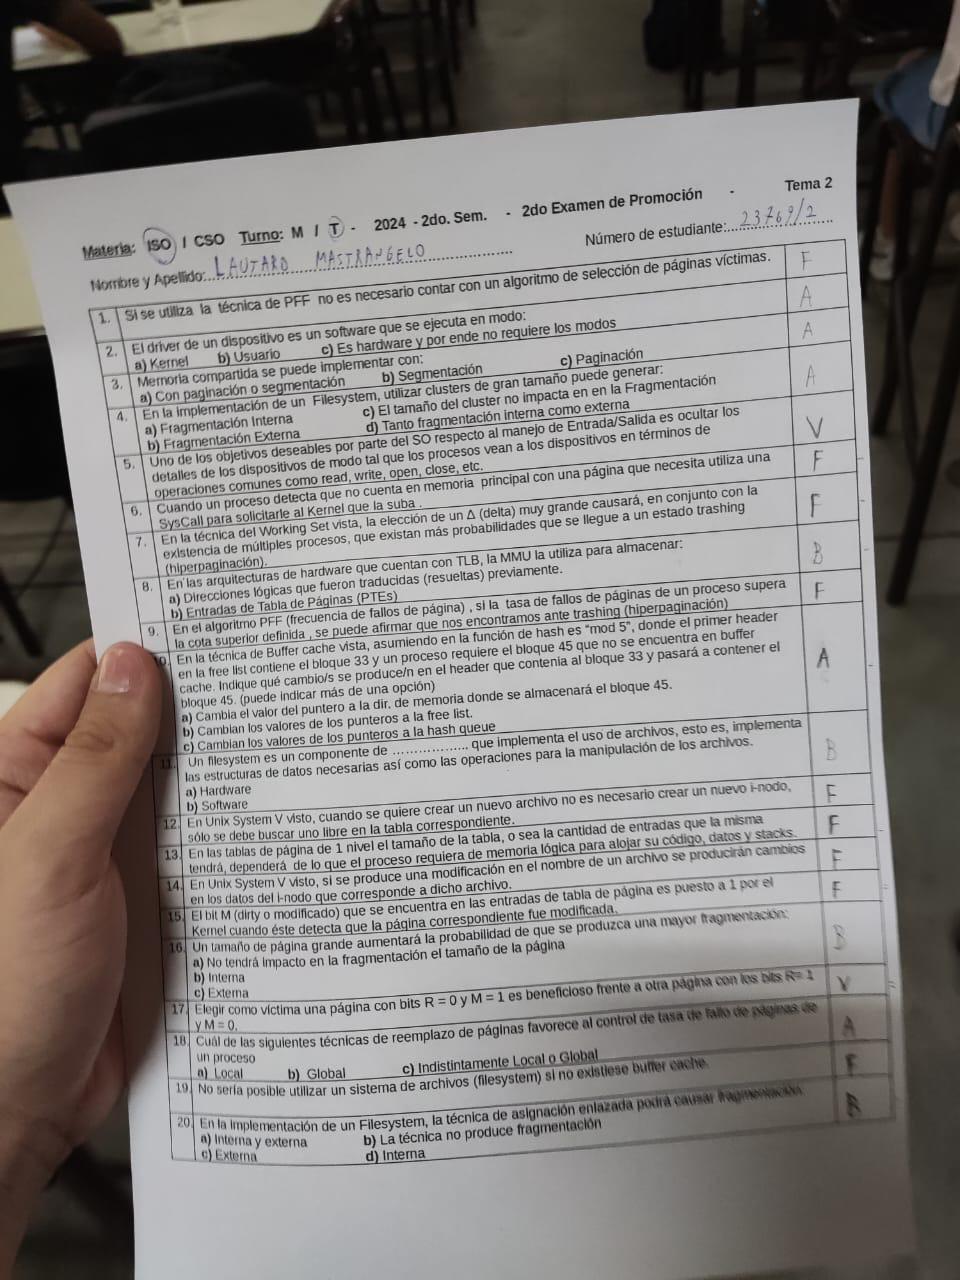 Materia: ISO / CSO Turno: M / T - 2024 - 2do. Sem. - 2do Examen de Promoción - Tema 2
Nombre y Apellido: LAUTARO MASTRANGELO Número de estudiante: 23769/2
1. Si se utiliza la técnica de PFF no es necesario contar con un algoritmo de selección de páginas víctimas. F
2. El driver de un dispositivo es un software que se ejecuta en modo: A
a) Kernel b) Usuario c) Es hardware y por ende no requiere los modos
3. Memoria compartida se puede implementar con: A
a) Con paginación o segmentación b) Segmentación c) Paginación
4. En la implementación de un Filesystem, utilizar clusters de gran tamaño puede generar: A
a) Fragmentación Interna c) El tamaño del cluster no impacta en en la Fragmentación
b) Fragmentación Externa d) Tanto fragmentación interna como externa
5. Uno de los objetivos deseables por parte del SO respecto al manejo de Entrada/Salida es ocultar los V
detalles de los dispositivos de modo tal que los procesos vean a los dispositivos en términos de
operaciones comunes como read, write, open, close, etc.
6. Cuando un proceso detecta que no cuenta en memoria principal con una página que necesita utiliza una F
SysCall para solicitarle al Kernel que la suba .
7. En la técnica del Working Set vista, la elección de un Δ (delta) muy grande causará, en conjunto con la F
existencia de múltiples procesos, que existan más probabilidades que se llegue a un estado trashing
(hiperpaginación).
8. En las arquitecturas de hardware que cuentan con TLB, la MMU la utiliza para almacenar: B
a) Direcciones lógicas que fueron traducidas (resueltas) previamente.
b) Entradas de Tabla de Páginas (PTEs)
9. En el algoritmo PFF (frecuencia de fallos de página) , si la tasa de fallos de páginas de un proceso supera F
la cota superior definida , se puede afirmar que nos encontramos ante trashing (hiperpaginación)
0. En la técnica de Buffer cache vista, asumiendo en la función de hash es "mod 5", donde el primer header A
en la free list contiene el bloque 33 y un proceso requiere el bloque 45 que no se encuentra en buffer
cache. Indique qué cambio/s se produce/n en el header que contenia al bloque 33 y pasará a contener el
bloque 45. (puede indicar más de una opción)
a) Cambia el valor del puntero a la dir. de memoria donde se almacenará el bloque 45.
b) Cambian los valores de los punteros a la free list.
c) Cambian los valores de los punteros a la hash queue
11. Un filesystem es un componente de .................. que implementa el uso de archivos, esto es, implementa B
las estructuras de datos necesarias así como las operaciones para la manipulación de los archivos.
a) Hardware
b) Software
12. En Unix System V visto, cuando se quiere crear un nuevo archivo no es necesario crear un nuevo i-nodo, F
sólo se debe buscar uno libre en la tabla correspondiente.
13. En las tablas de página de 1 nivel el tamaño de la tabla, o sea la cantidad de entradas que la misma F
tendrá, dependerá de lo que el proceso requiera de memoria lógica para alojar su código, datos y stacks.
14. En Unix System V visto, si se produce una modificación en el nombre de un archivo se producirán cambios F
en los datos del i-nodo que corresponde a dicho archivo.
15. El bit M (dirty o modificado) que se encuentra en las entradas de tabla de página es puesto a 1 por el F
Kernel cuando éste detecta que la página correspondiente fue modificada.
16. Un tamaño de página grande aumentará la probabilidad de que se produzca una mayor fragmentación: B
a) No tendrá impacto en la fragmentación el tamaño de la página
b) Interna
c) Externa
17. Elegir como víctima una página con bits R = 0 y M = 1 es beneficioso frente a otra página con los bits R= 1 V
y M = 0.
18. Cuál de las siguientes técnicas de reemplazo de páginas favorece al control de tasa de fallo de páginas de A
un proceso
a) Local b) Global c) Indistintamente Local o Global
19. No sería posible utilizar un sistema de archivos (filesystem) si no existiese buffer cache. F
20. En la implementación de un Filesystem, la técnica de asignación enlazada podrá causar fragmentación: B
a) Interna y externa b) La técnica no produce fragmentación
c) Externa d) Interna